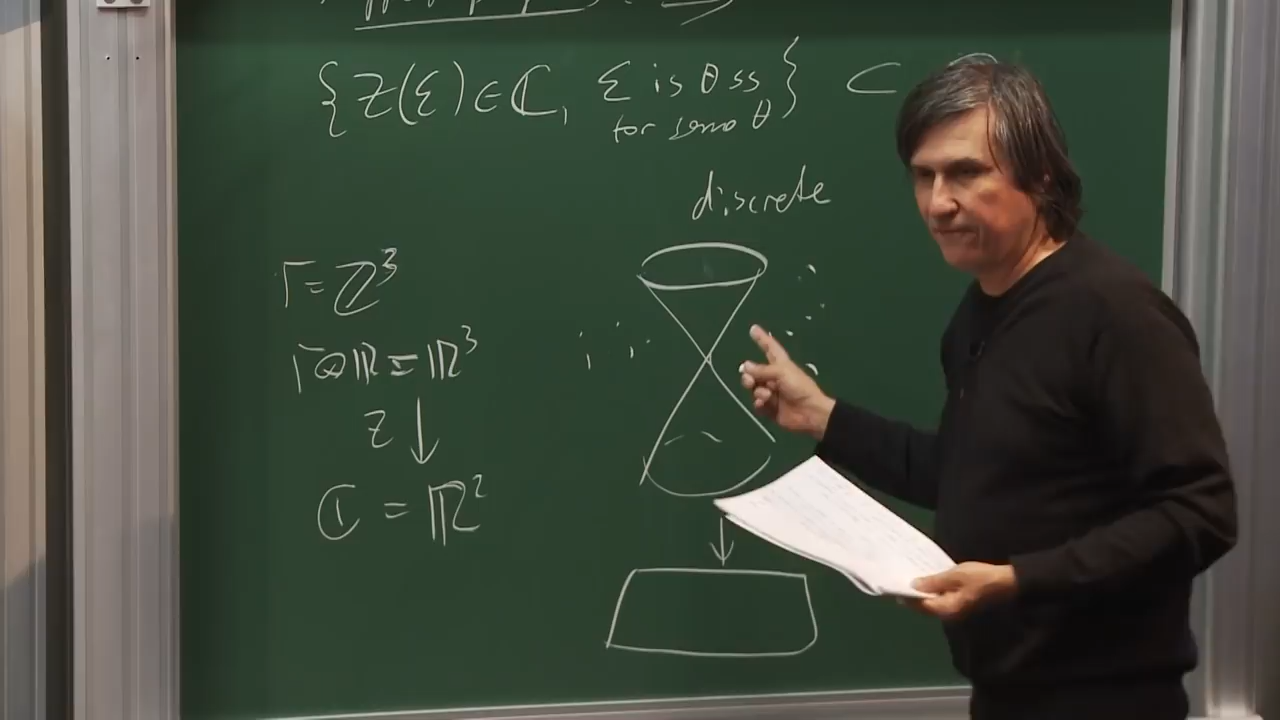 {Z(ℰ) ∈ ℂ, ℰ is θ ss } ⊂
for some θ
discrete
Γ = ℤ³
Γ⊗ℝ = ℝ³
Z ↓
ℂ = ℝ²